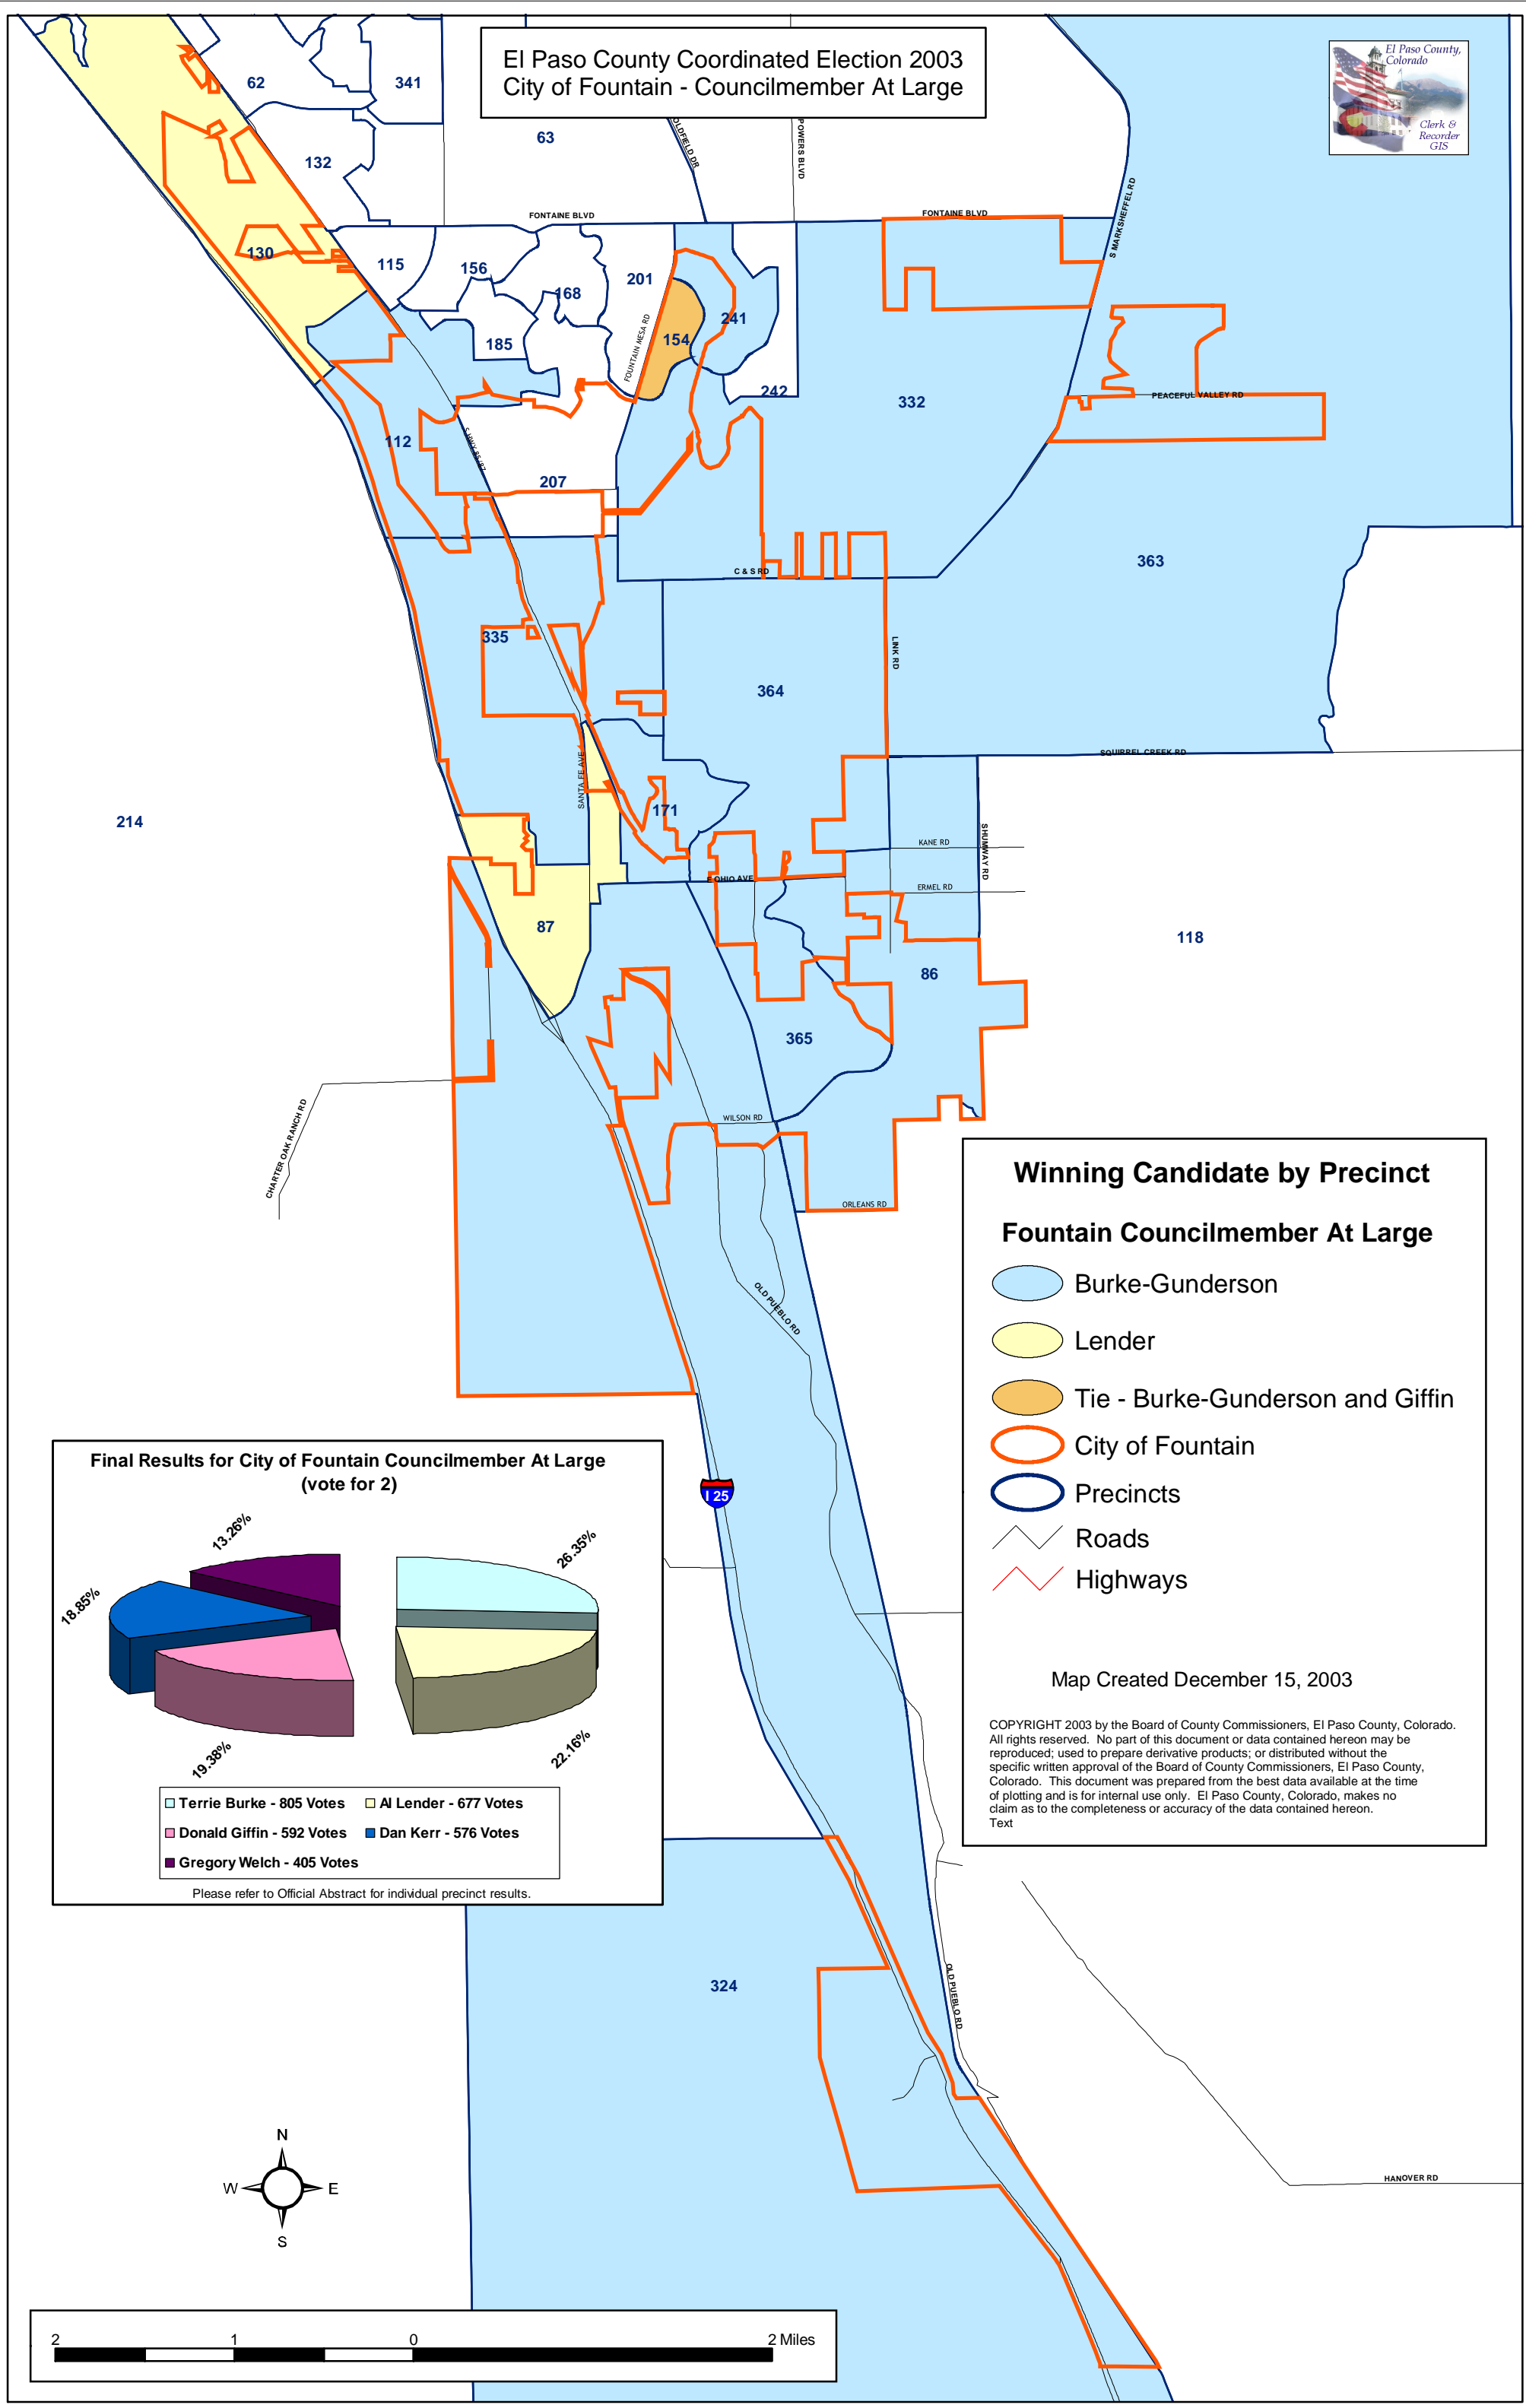 El Paso County Coordinated Election 2003
City of Fountain - Councilmember At Large
El Paso County,
Colorado
Clerk &
Recorder
GIS
62
341
132
63
OLDFIELD DR
POWERS BLVD
S MARKSHEFFEL RD
FONTAINE BLVD
FONTAINE BLVD
130
115
156
168
201
185
FOUNTAIN MESA RD
154
241
242
332
PEACEFUL VALLEY RD
112
S HWY 85/87
207
363
C & S RD
335
LINK RD
364
SQUIRREL CREEK RD
SANTA FE AVE
171
214
KANE RD
SHUMWAY RD
E OHIO AVE
ERMEL RD
87
118
86
365
WILSON RD
CHARTER OAK RANCH RD
ORLEANS RD
OLD PUEBLO RD
I 25
Winning Candidate by Precinct
Fountain Councilmember At Large
Burke-Gunderson
Lender
Tie - Burke-Gunderson and Giffin
City of Fountain
Precincts
Roads
Highways
Map Created December 15, 2003
COPYRIGHT 2003 by the Board of County Commissioners, El Paso County, Colorado.
All rights reserved. No part of this document or data contained hereon may be
reproduced; used to prepare derivative products; or distributed without the
specific written approval of the Board of County Commissioners, El Paso County,
Colorado. This document was prepared from the best data available at the time
of plotting and is for internal use only. El Paso County, Colorado, makes no
claim as to the completeness or accuracy of the data contained hereon.
Text
Final Results for City of Fountain Councilmember At Large
(vote for 2)
13.26%
26.35%
18.85%
19.38%
22.16%
Terrie Burke - 805 Votes
Al Lender - 677 Votes
Donald Giffin - 592 Votes
Dan Kerr - 576 Votes
Gregory Welch - 405 Votes
Please refer to Official Abstract for individual precinct results.
324
OLD PUEBLO RD
HANOVER RD
N
W
E
S
2 1 0 2 Miles